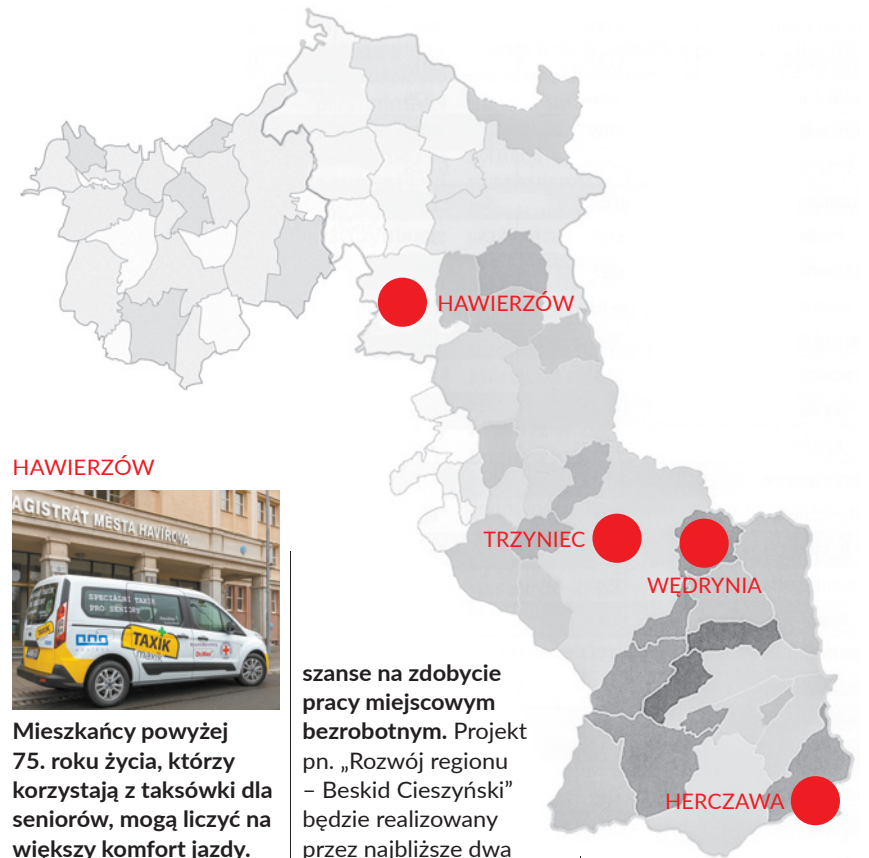 HAWIERZÓW
TRZYNIEC
WĘDRYNIA
HERCZAWA
HAWIERZÓW
AGISTRÁT MĚSTA HAVÍŘOVA
SPECIÁLNÍ TAXÍK
PRO SENIORY
TAXÍK
Mieszkańcy powyżej
75. roku życia, którzy
korzystają z taksówki dla
seniorów, mogą liczyć na
większy komfort jazdy.
szanse na zdobycie
pracy miejscowym
bezrobotnym. Projekt
pn. „Rozwój regionu
– Beskid Cieszyński”
będzie realizowany
przez najbliższe dwa